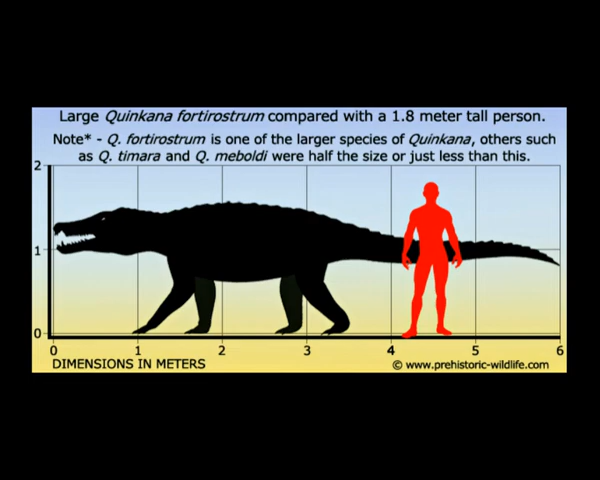 Large Quinkana fortirostrum compared with a 1.8 meter tall person.
Note* - Q. fortirostrum is one of the larger species of Quinkana, others such
as Q. timara and Q. meboldi were half the size or just less than this.
2
1
0
0 1 2 3 4 5 6
DIMENSIONS IN METERS © www.prehistoric-wildlife.com